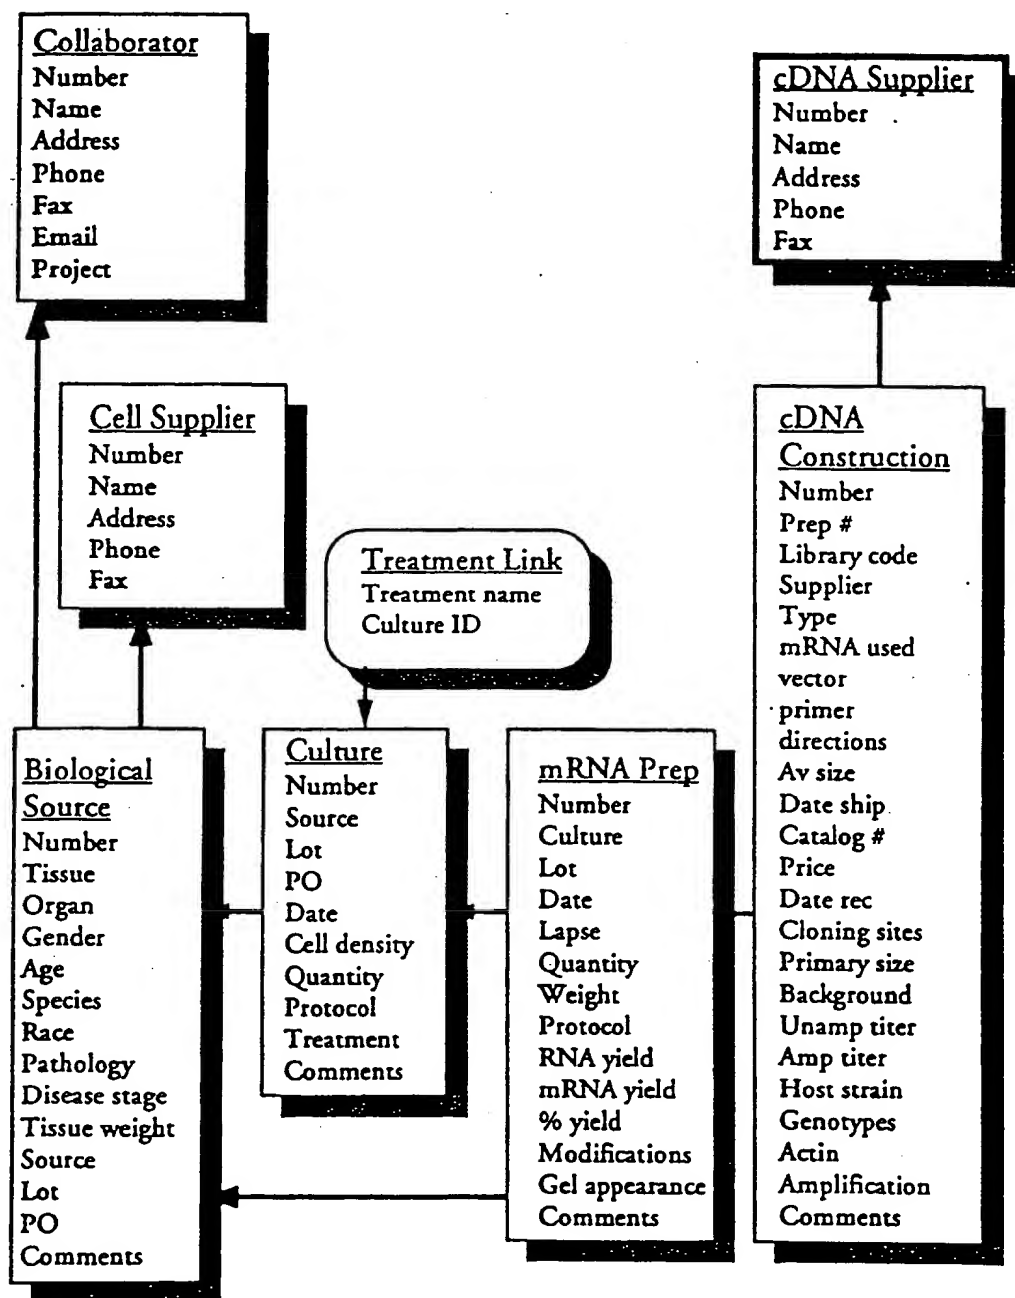 Collaborator
Number
Name
Address
Phone
Fax
Email
Project
cDNA Supplier
Number
Name
Address
Phone
Fax
Cell Supplier
Number
Name
Address
Phone
Fax
Treatment Link
Treatment name
Culture ID
Biological
Source
Number
Tissue
Organ
Gender
Age
Species
Race
Pathology
Disease stage
Tissue weight
Source
Lot
PO
Comments
Culture
Number
Source
Lot
PO
Date
Cell density
Quantity
Protocol
Treatment
Comments
mRNA Prep
Number
Culture
Lot
Date
Lapse
Quantity
Weight
Protocol
RNA yield
mRNA yield
% yield
Modifications
Gel appearance
Comments
cDNA
Construction
Number
Prep #
Library code
Supplier
Type
mRNA used
vector
primer
directions
Av size
Date ship
Catalog #
Price
Date rec
Cloning sites
Primary size
Background
Unamp titer
Amp titer
Host strain
Genotypes
Actin
Amplification
Comments